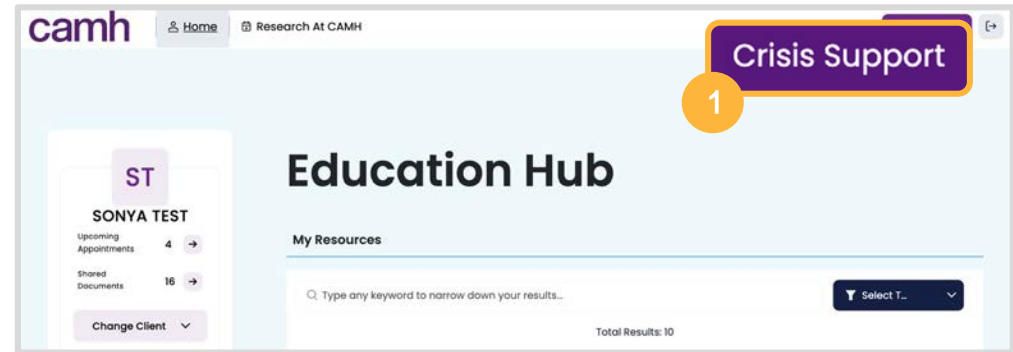 camh
Home
Research At CAMH
Crisis Support
1
ST
SONYA TEST
Upcoming
Appointments 4
Shared
Documents 16
Change Client
Education Hub
My Resources
Type any keyword to narrow down your results...
Select T...
Total Results: 10